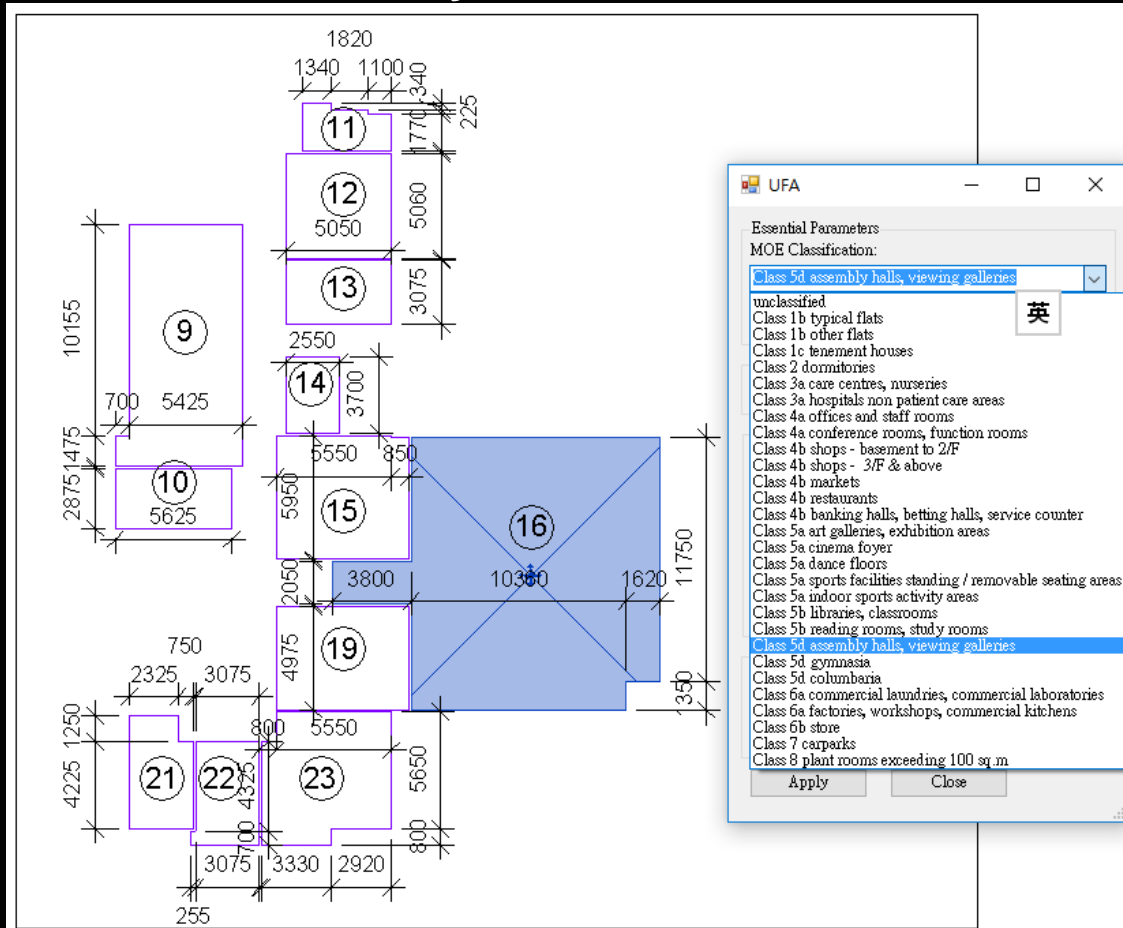 1820
1340
1100
340
225
11
1770
12
5060
5050
13
3075
10155
9
2550
14
3700
700
5425
1475
5550
850
10
2875
5950
15
16
5625
11750
2050
3800
1620
19
4975
750
2325
3075
1350
1250
800
5550
4225
21
22
4325
23
5650
700
800
3075
3330
2920
255
UFA
Essential Parameters
MOE Classification:
Class 5d assembly halls, viewing galleries
unclassified
英
Class 1b typical flats
Class 1b other flats
Class 1c tenement houses
Class 2 dormitories
Class 3a care centres, nurseries
Class 3a hospitals non patient care areas
Class 4a offices and staff rooms
Class 4a conference rooms, function rooms
Class 4b shops - basement to 2/F
Class 4b shops - 3/F & above
Class 4b markets
Class 4b restaurants
Class 4b banking halls, betting halls, service counter
Class 5a art galleries, exhibition areas
Class 5a cinema foyer
Class 5a dance floors
Class 5a sports facilities standing / removable seating areas
Class 5a indoor sports activity areas
Class 5b libraries, classrooms
Class 5b reading rooms, study rooms
Class 5d assembly halls, viewing galleries
Class 5d gymnasia
Class 5d columbaria
Class 6a commercial laundries, commercial laboratories
Class 6a factories, workshops, commercial kitchens
Class 6b store
Class 7 carparks
Class 8 plant rooms exceeding 100 sq.m
Apply
Close